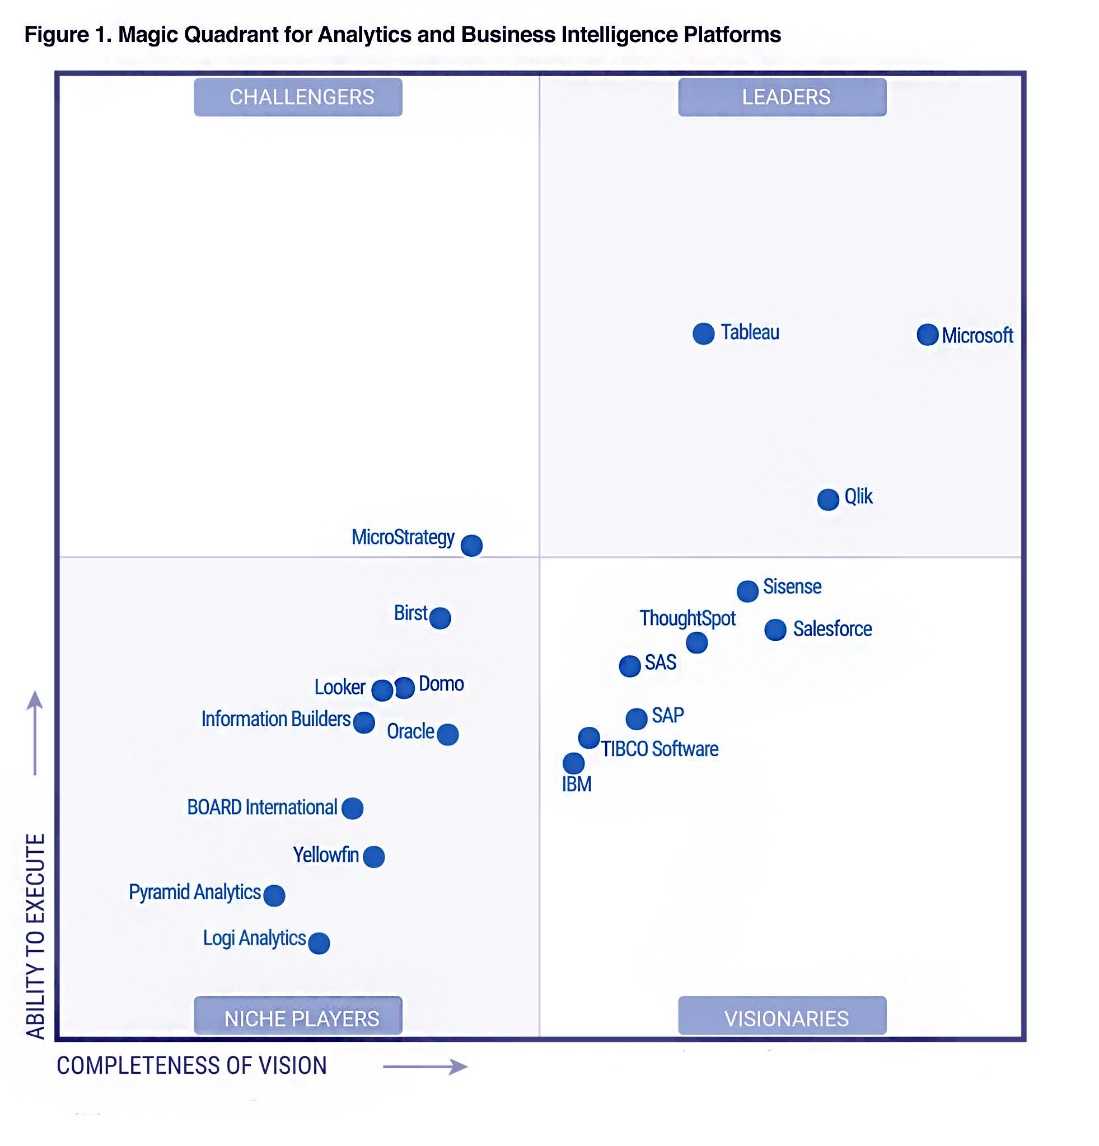 Figure 1. Magic Quadrant for Analytics and Business Intelligence Platforms
CHALLENGERS
LEADERS
Tableau
Microsoft
Qlik
MicroStrategy
Sisense
Birst
ThoughtSpot
Salesforce
SAS
Looker
Domo
Information Builders
Oracle
SAP
TIBCO Software
IBM
BOARD International
Yellowfin
Pyramid Analytics
Logi Analytics
NICHE PLAYERS
VISIONARIES
ABILITY TO EXECUTE
COMPLETENESS OF VISION